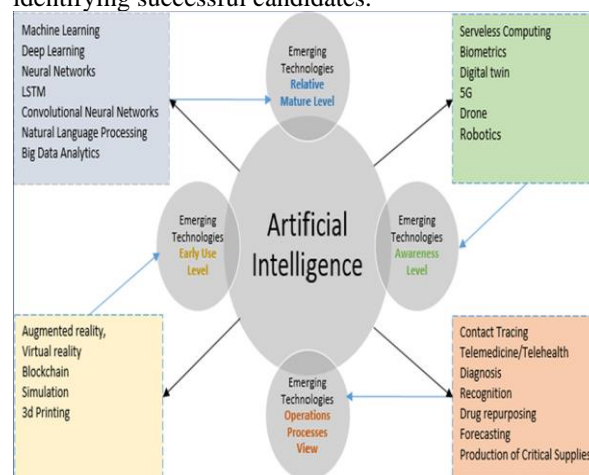 identifying successful candidates.
Machine Learning
Deep Learning
Neural Networks
LSTM
Convolutional Neural Networks
Natural Language Processing
Big Data Analytics
Emerging
Technologies
Relative
Mature Level
Serveless Computing
Biometrics
Digital twin
5G
Drone
Robotics
Emerging
Technologies
Early Use
Level
Artificial
Intelligence
Emerging
Technologies
Awareness
Level
Augmented reality,
Virtual reality
Blockchain
Simulation
3d Printing
Emerging
Technologies
Operations
Processes
View
Contact Tracing
Telemedicine/Telehealth
Diagnosis
Recognition
Drug repurposing
Forecasting
Production of Critical Supplies